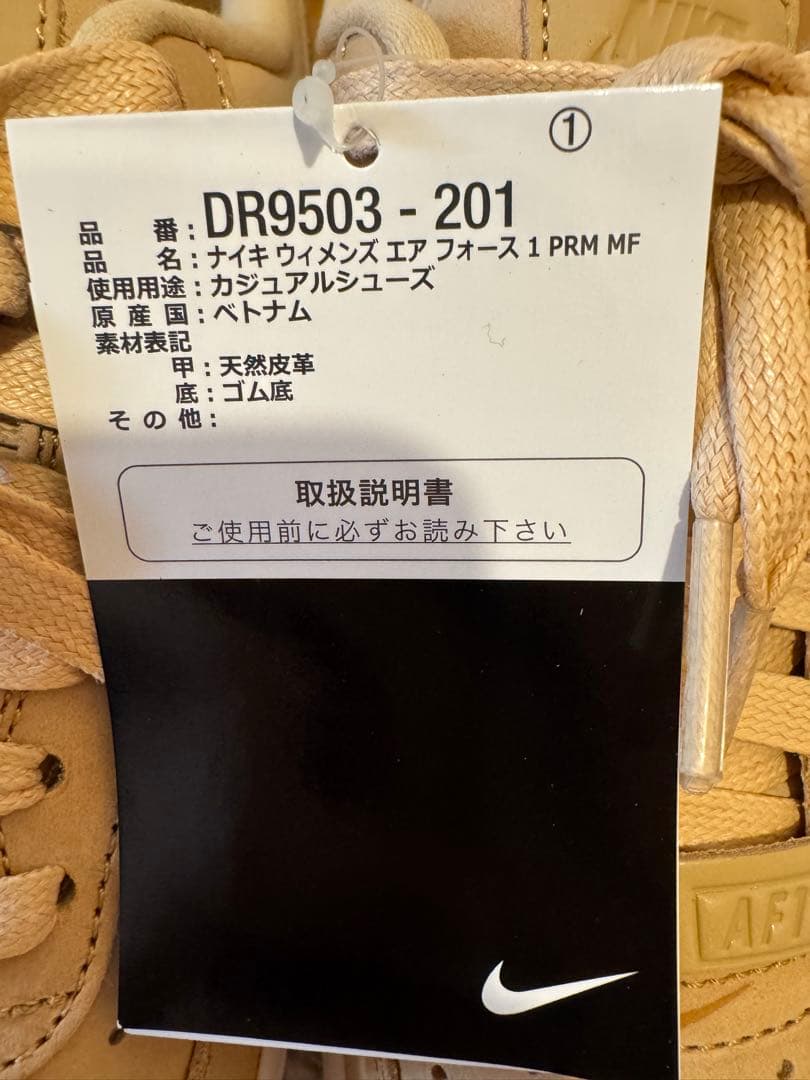 ①
品番:DR9503 - 201
品名:ナイキ ウィメンズ エア フォース 1 PRM MF
使用用途:カジュアルシューズ
原産国:ベトナム
素材表記
甲:天然皮革
底:ゴム底
その他:
取扱説明書
ご使用前に必ずお読み下さい
NIKE
AF1